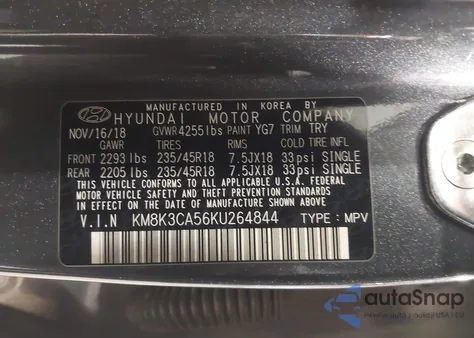 MANUFACTURED IN KOREA BY
HYUNDAI MOTOR COMPANY
NOV/16/18 GVWR 4255 lbs PAINT YG7 TRIM TRY
GAWR TIRES RIMS COLD TIRE INFL
FRONT 2293 lbs 235/45R18 7.5JX18 33psi SINGLE
REAR 2205 lbs 235/45R18 7.5JX18 33psi SINGLE
THIS VEHICLE CONFORMS TO ALL APPLICABLE U.S.A. FEDERAL
MOTOR VEHICLE SAFETY & THEFT PREVENTION STANDARDS
IN EFFECT ON THE DATE OF MANUFACTURE SHOWN ABOVE.
V.I.N KM8K3CA56KU264844 TYPE : MPV
autaSnap